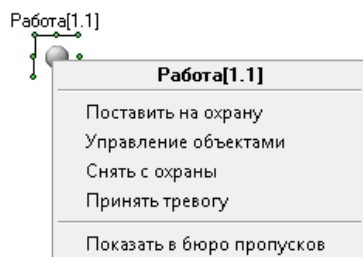 Работа[1.1]
Работа[1.1]
Поставить на охрану
Управление объектами
Снять с охраны
Принять тревогу
Показать в бюро пропусков